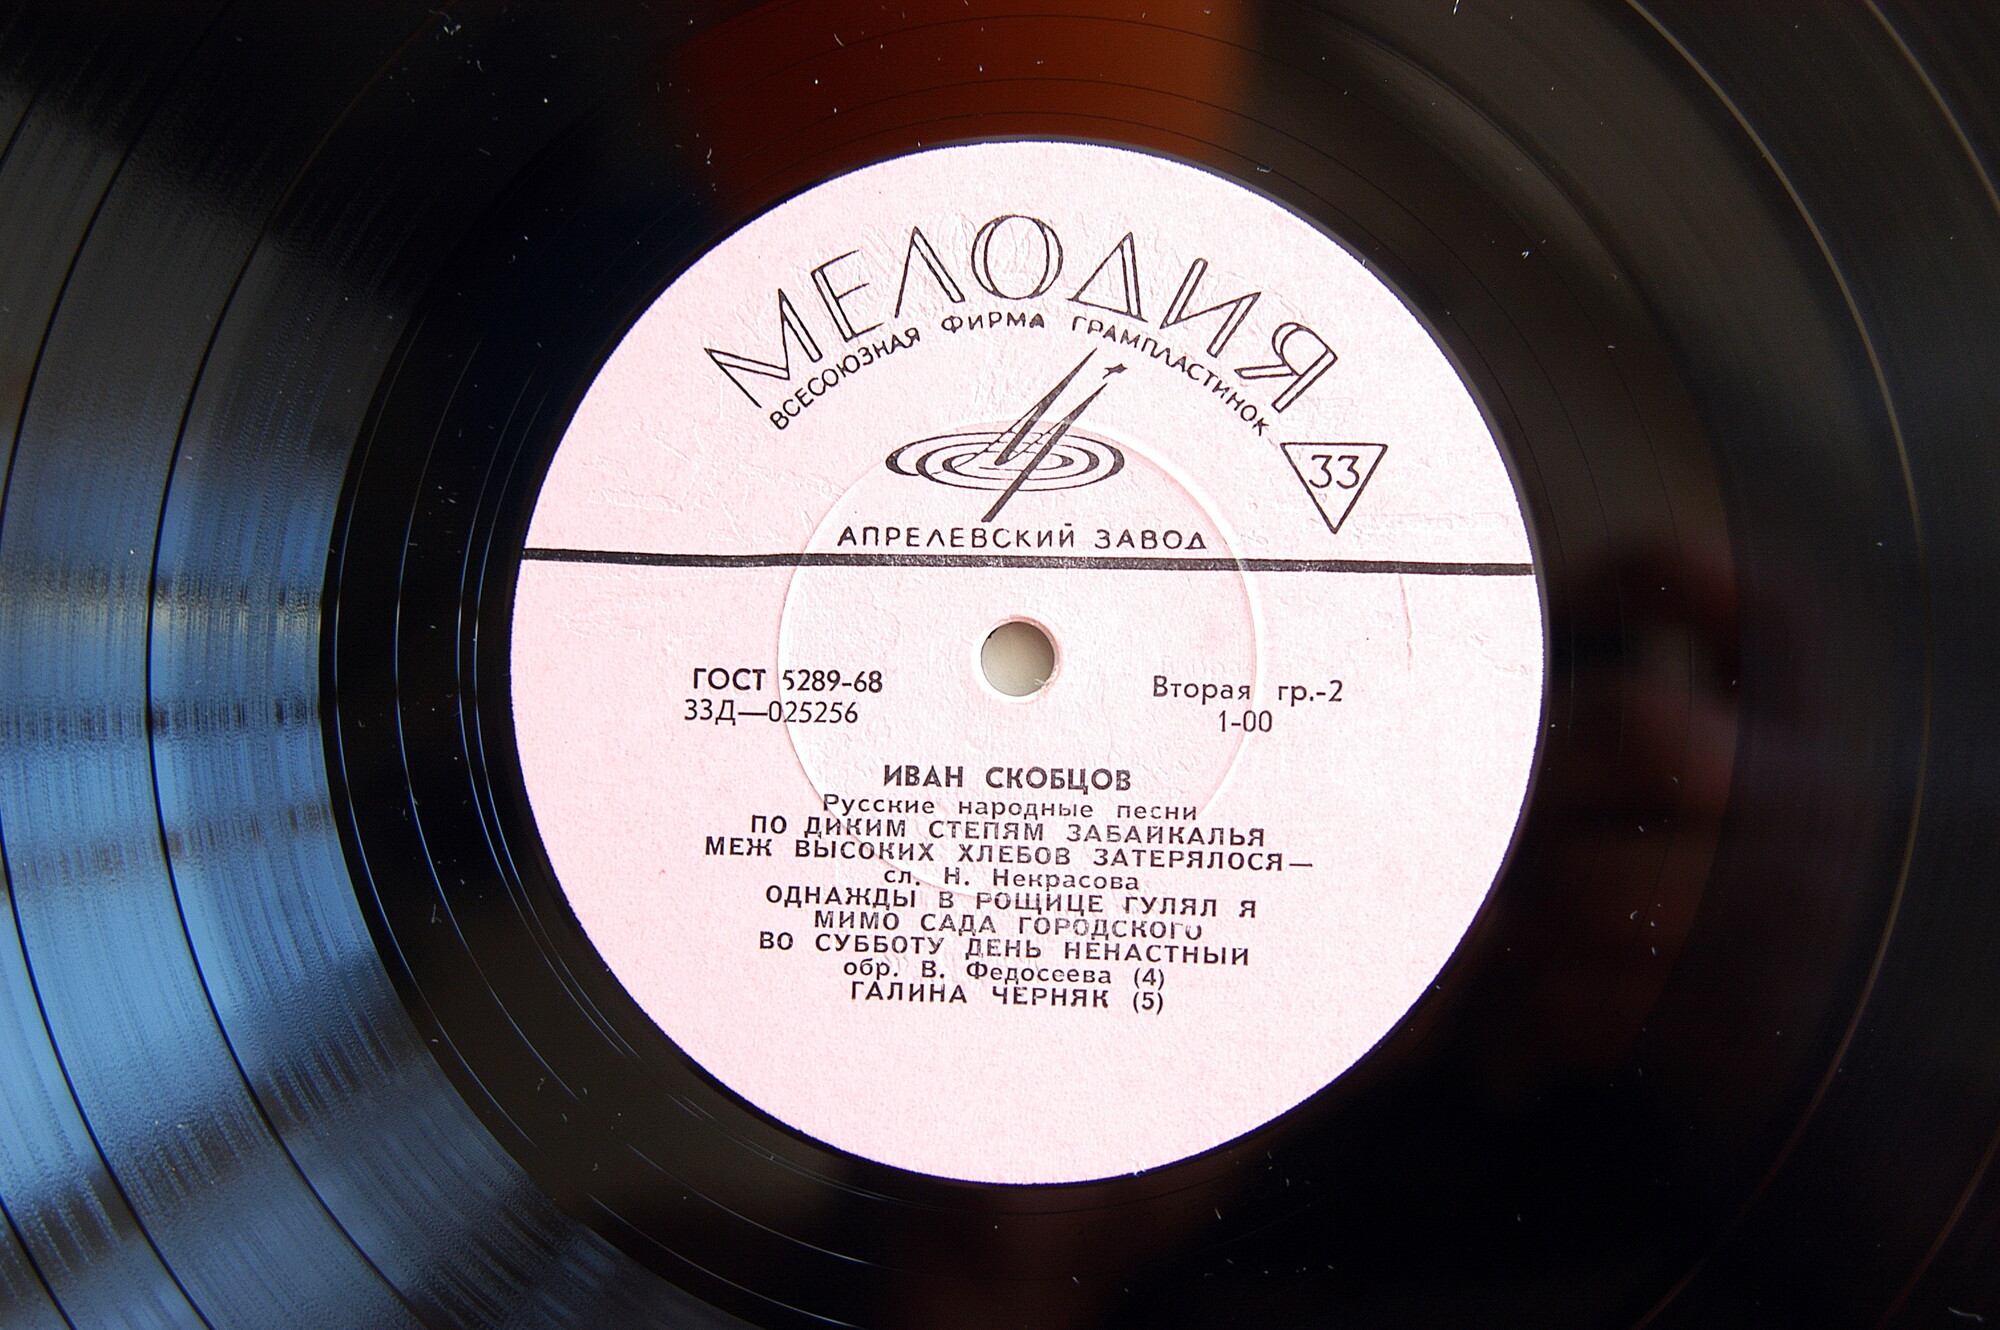 МЕЛОДИЯ
ВСЕСОЮЗНАЯ ФИРМА ГРАМПЛАСТИНОК
33
АПРЕЛЕВСКИЙ ЗАВОД
ГОСТ 5289-68
33Д—025256
Вторая гр.-2
1-00
ИВАН СКОБЦОВ
Русские народные песни
ПО ДИКИМ СТЕПЯМ ЗАБАЙКАЛЬЯ
МЕЖ ВЫСОКИХ ХЛЕБОВ ЗАТЕРЯЛОСЯ—
сл. Н. Некрасова
ОДНАЖДЫ В РОЩИЦЕ ГУЛЯЛ Я
МИМО САДА ГОРОДСКОГО
ВО СУББОТУ ДЕНЬ НЕНАСТНЫЙ
обр. В. Федосеева (4)
ГАЛИНА ЧЕРНЯК (5)